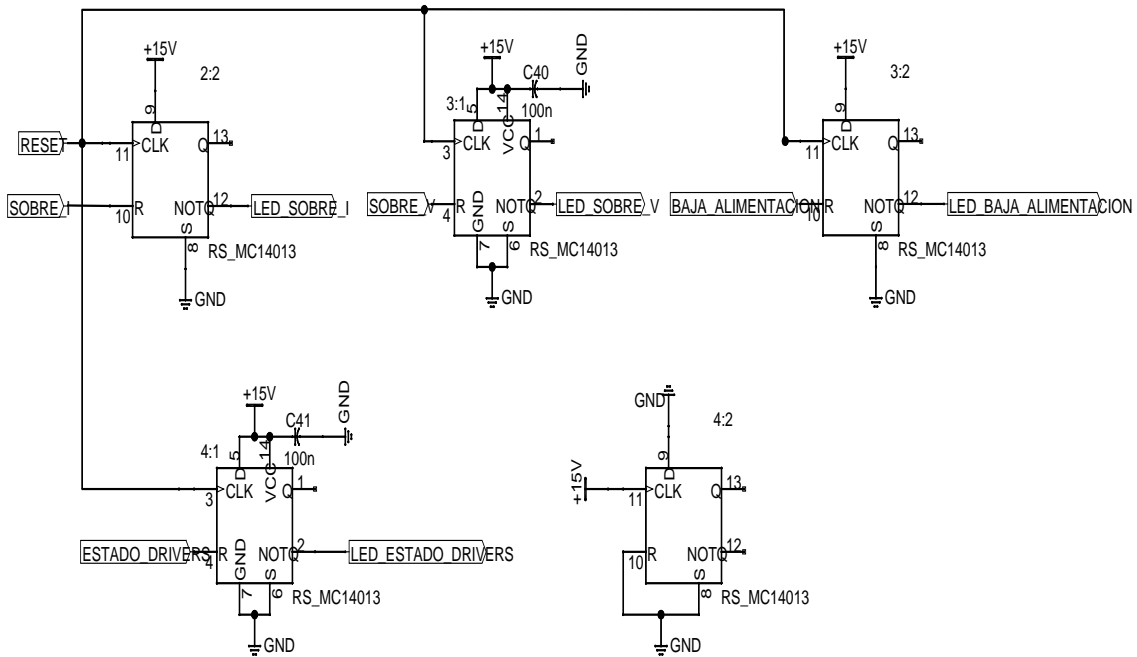 +15V
2:2
9
D
RESET
11
CLK
Q
13
SOBRE_I
10
R
NOTQ
12
LED_SOBRE_I
S
8
RS_MC14013
GND
+15V
C40
GND
3:1
5
14
100n
D
VCC
3
CLK
Q
1
SOBRE_V
4
R
GND
NOTQ
2
LED_SOBRE_V
S
7
6
RS_MC14013
GND
+15V
3:2
9
D
11
CLK
Q
13
BAJA_ALIMENTACION
10
R
NOTQ
12
LED_BAJA_ALIMENTACION
S
8
RS_MC14013
GND
+15V
C41
GND
4:1
5
14
100n
D
VCC
3
CLK
Q
1
ESTADO_DRIVERS
4
R
GND
NOTQ
2
LED_ESTADO_DRIVERS
S
7
6
RS_MC14013
GND
GND
4:2
9
D
+15V
11
CLK
Q
13
10
R
NOTQ
12
S
8
RS_MC14013
GND